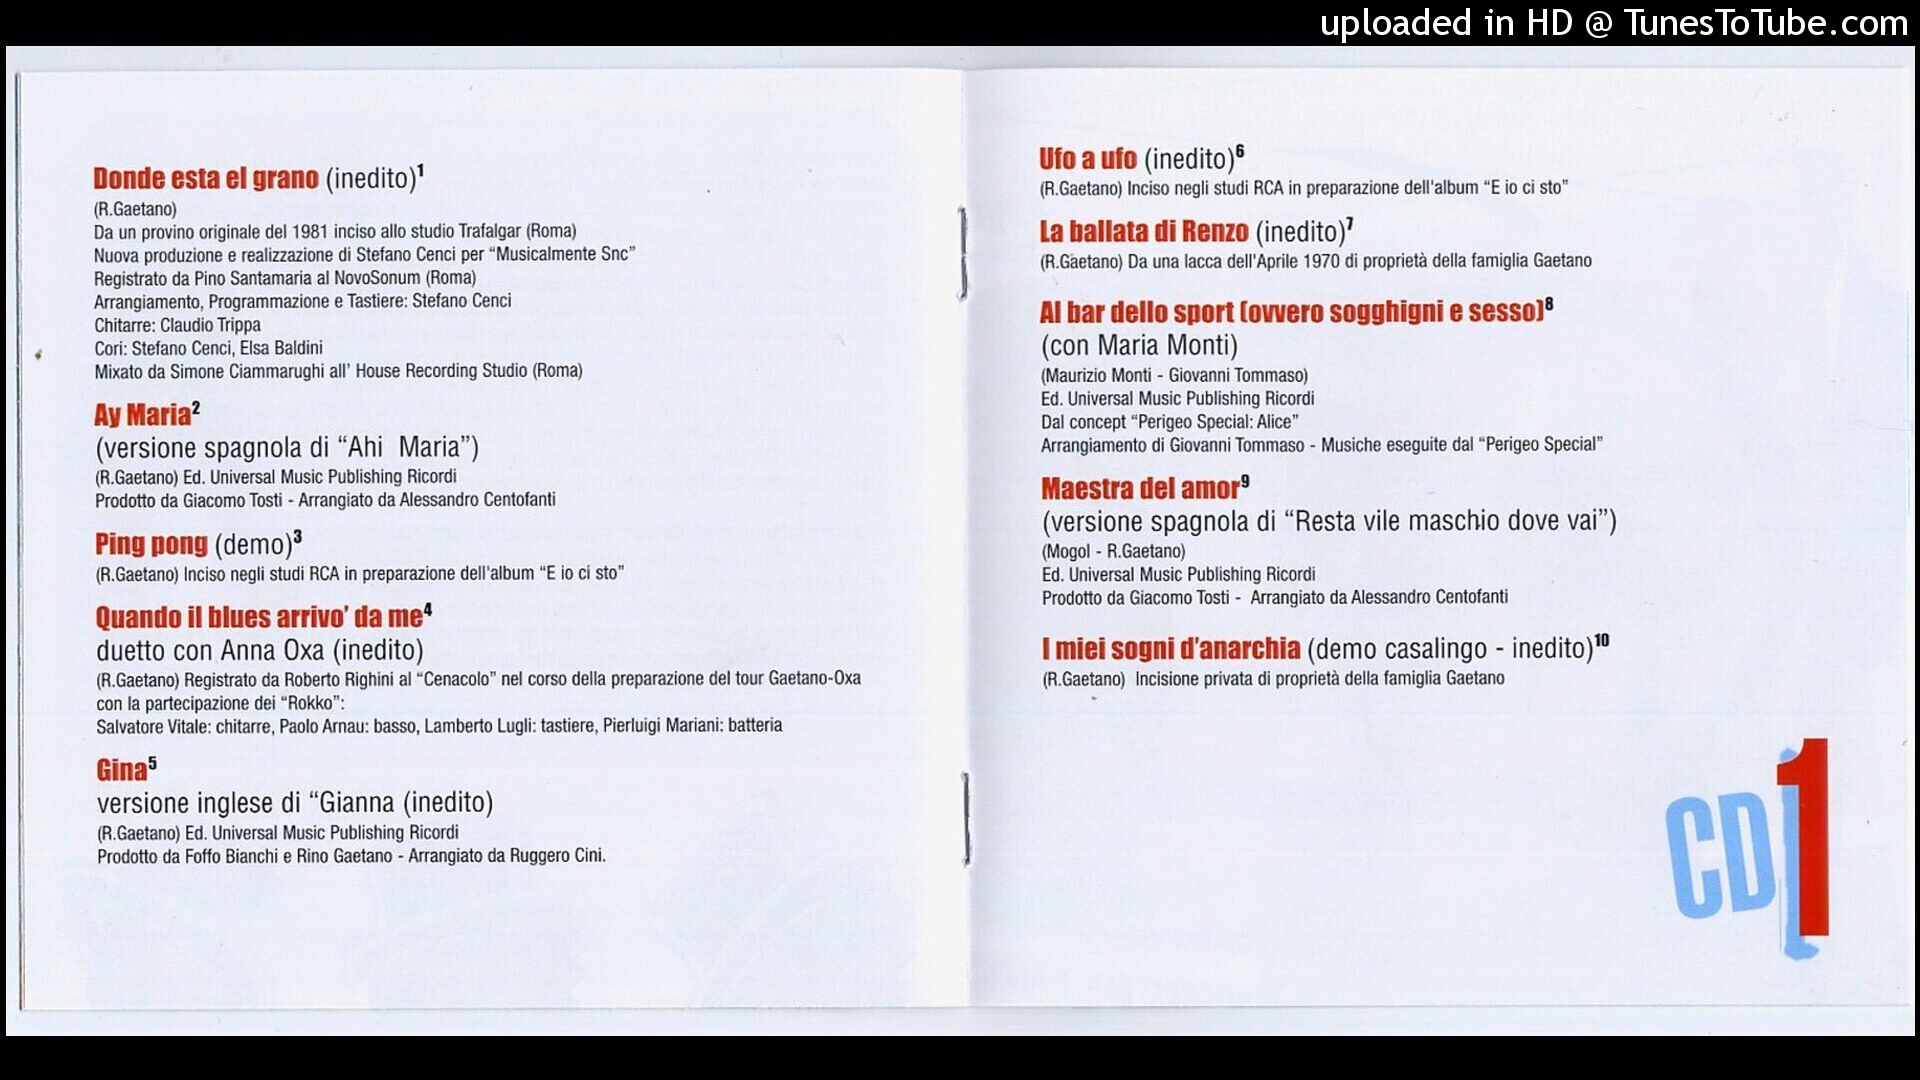 uploaded in HD @ TunesToTube.com
Donde esta el grano (inedito)¹
(R.Gaetano)
Da un provino originale del 1981 inciso allo studio Trafalgar (Roma)
Nuova produzione e realizzazione di Stefano Cenci per “Musicalmente Snc”
Registrato da Pino Santamaria al NovoSonum (Roma)
Arrangiamento, Programmazione e Tastiere: Stefano Cenci
Chitarre: Claudio Trippa
Cori: Stefano Cenci, Elsa Baldini
Mixato da Simone Ciammarughi all’ House Recording Studio (Roma)
Ay Maria²
(versione spagnola di “Ahi  Maria”)
(R.Gaetano) Ed. Universal Music Publishing Ricordi
Prodotto da Giacomo Tosti - Arrangiato da Alessandro Centofanti
Ping pong (demo)³
(R.Gaetano) Inciso negli studi RCA in preparazione dell'album “E io ci sto”
Quando il blues arrivo’ da me⁴
duetto con Anna Oxa (inedito)
(R.Gaetano) Registrato da Roberto Righini al “Cenacolo” nel corso della preparazione del tour Gaetano-Oxa
con la partecipazione dei “Rokko”:
Salvatore Vitale: chitarre, Paolo Arnau: basso, Lamberto Lugli: tastiere, Pierluigi Mariani: batteria
Gina⁵
versione inglese di “Gianna (inedito)
(R.Gaetano) Ed. Universal Music Publishing Ricordi
Prodotto da Foffo Bianchi e Rino Gaetano - Arrangiato da Ruggero Cini.
Ufo a ufo (inedito)⁶
(R.Gaetano) Inciso negli studi RCA in preparazione dell'album “E io ci sto”
La ballata di Renzo (inedito)⁷
(R.Gaetano) Da una lacca dell'Aprile 1970 di proprietà della famiglia Gaetano
Al bar dello sport (ovvero sogghigni e sesso)⁸
(con Maria Monti)
(Maurizio Monti - Giovanni Tommaso)
Ed. Universal Music Publishing Ricordi
Dal concept “Perigeo Special: Alice”
Arrangiamento di Giovanni Tommaso - Musiche eseguite dal “Perigeo Special”
Maestra del amor⁹
(versione spagnola di “Resta vile maschio dove vai”)
(Mogol - R.Gaetano)
Ed. Universal Music Publishing Ricordi
Prodotto da Giacomo Tosti -  Arrangiato da Alessandro Centofanti
I miei sogni d’anarchia (demo casalingo - inedito)¹⁰
(R.Gaetano)  Incisione privata di proprietà della famiglia Gaetano
CD1